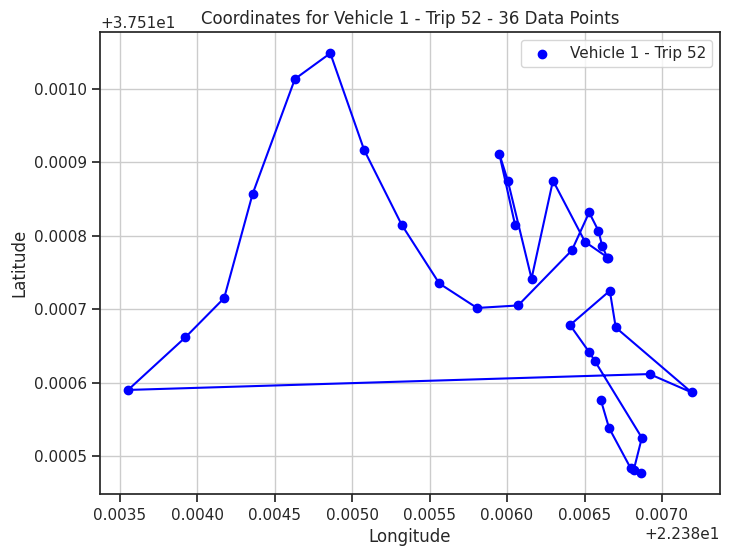 Coordinates for Vehicle 1 - Trip 52 - 36 Data Points
+3.751e1
Vehicle 1 - Trip 52
0.0010
0.0009
0.0008
0.0007
0.0006
0.0005
Latitude
0.0035 0.0040 0.0045 0.0050 0.0055 0.0060 0.0065 0.0070
+2.238e1
Longitude